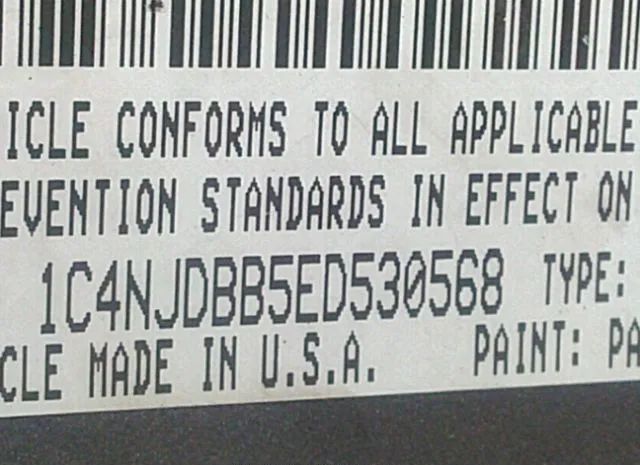 ICLE CONFORMS TO ALL APPLICABLE
EVENTION STANDARDS IN EFFECT ON
1C4NJDBB5ED530568 TYPE:
CLE MADE IN U.S.A. PAINT: PA